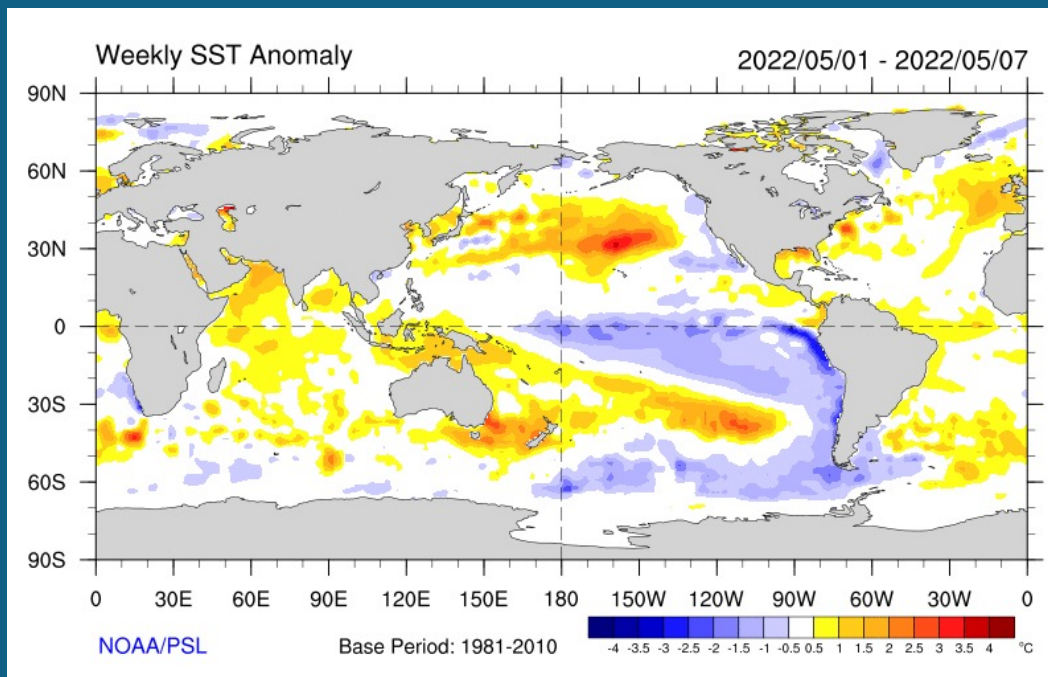 Weekly SST Anomaly
2022/05/01 - 2022/05/07
90N
60N
30N
0
30S
60S
90S
0 30E 60E 90E 120E 150E 180 150W 120W 90W 60W 30W 0
NOAA/PSL
Base Period: 1981-2010
-4 -3.5 -3 -2.5 -2 -1.5 -1 -0.5 0.5 1 1.5 2 2.5 3 3.5 4 °C